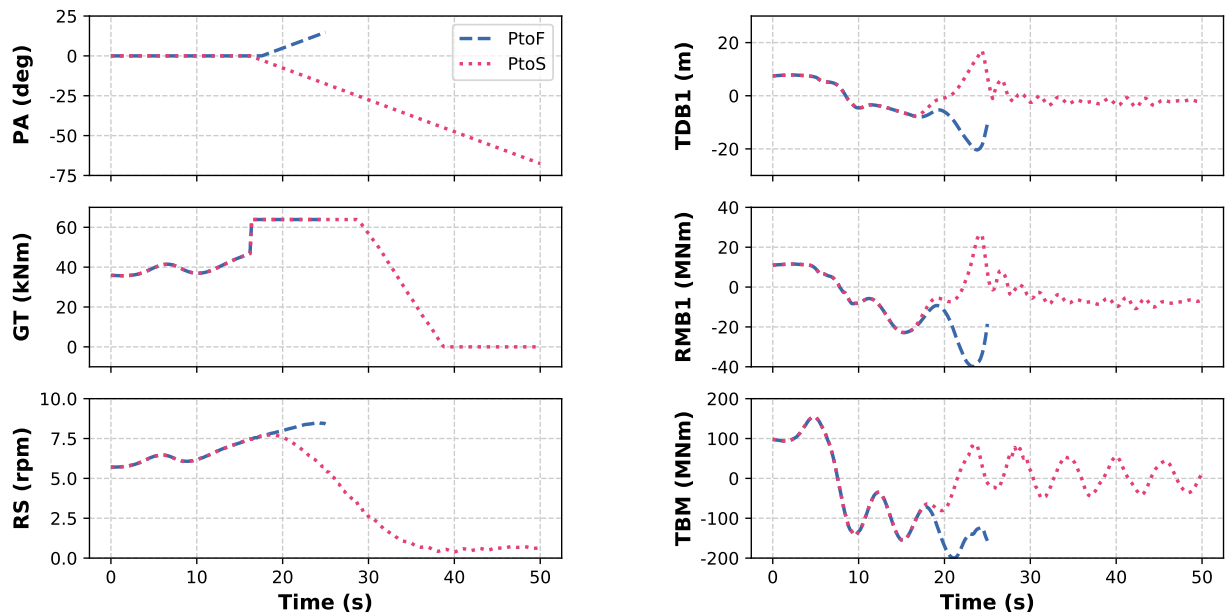 PA (deg)
25
0
-25
-50
-75
PtoF
PtoS
TDB1 (m)
20
0
-20
GT (kNm)
60
40
20
0
RMB1 (MNm)
40
20
0
-20
-40
RS (rpm)
10.0
7.5
5.0
2.5
0.0
0 10 20 30 40 50
Time (s)
TBM (MNm)
200
100
0
-100
-200
0 10 20 30 40 50
Time (s)